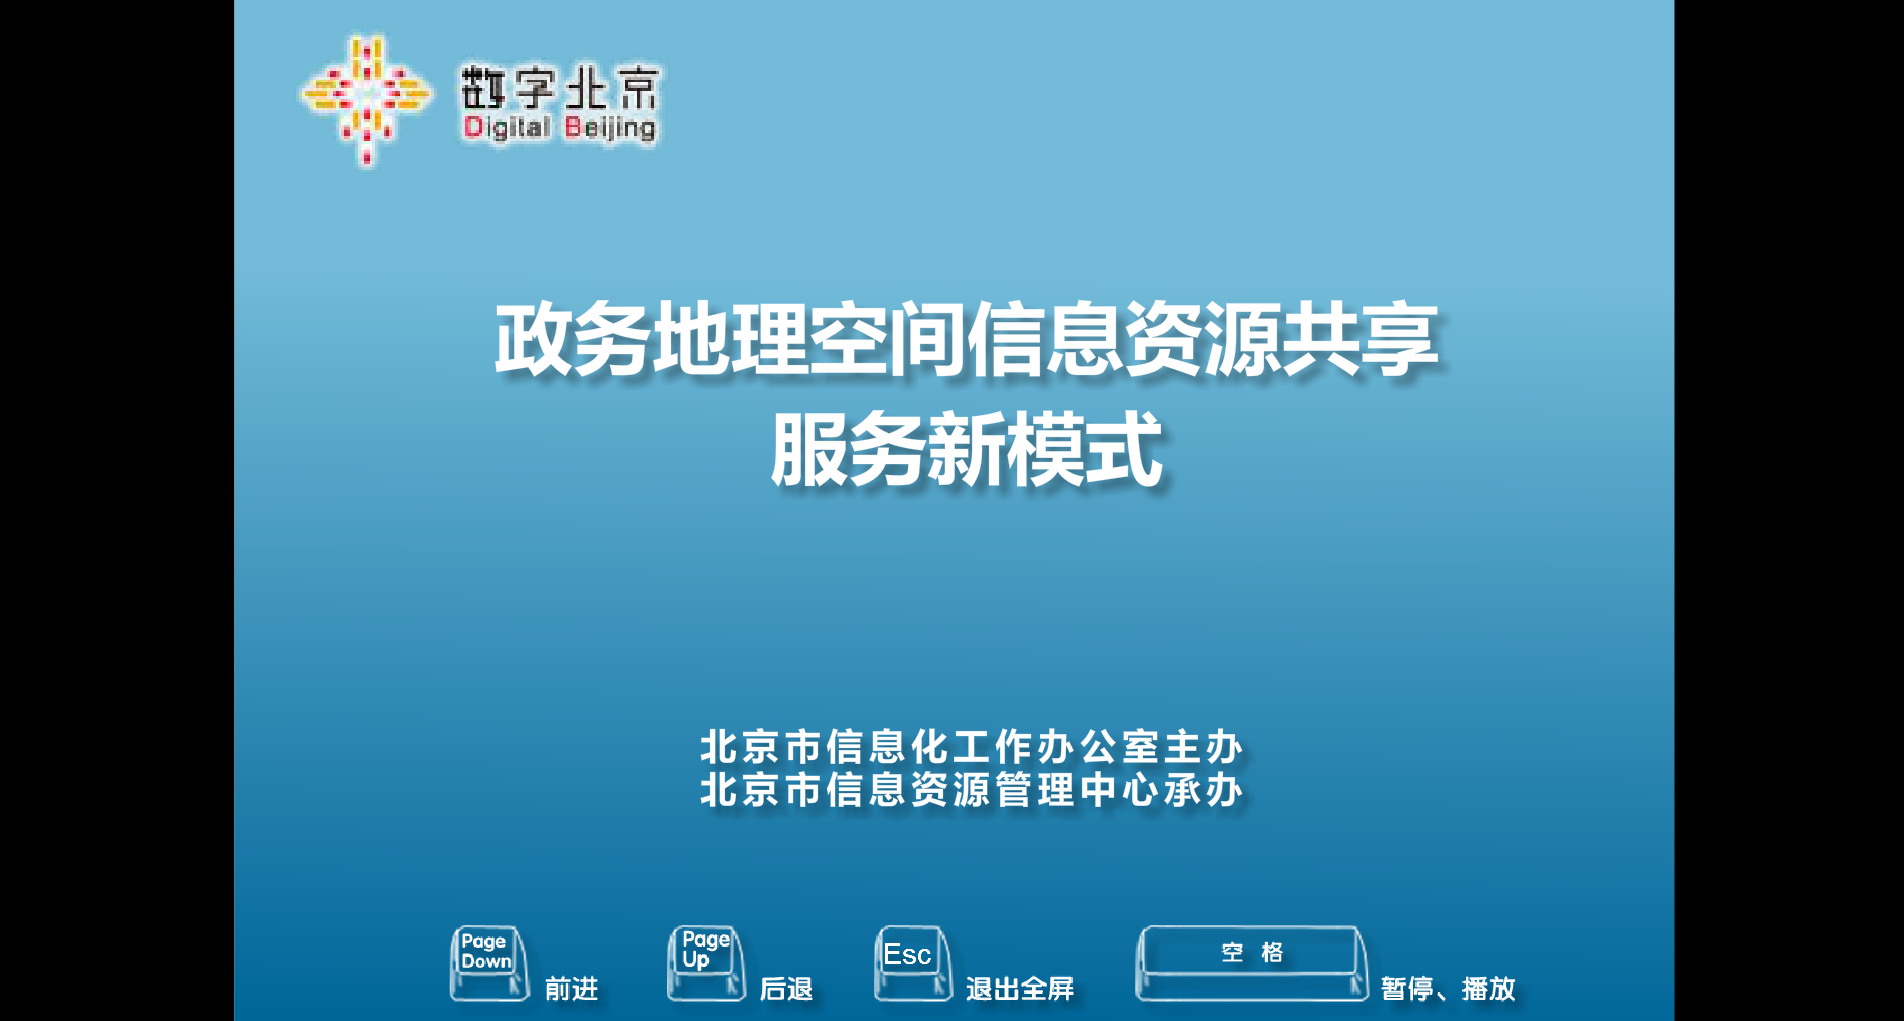 数字北京
Digital Beijing
政务地理空间信息资源共享
服务新模式
北京市信息化工作办公室主办
北京市信息资源管理中心承办
Page
Down
前进
Page
Up
后退
Esc
退出全屏
空 格
暂停、播放